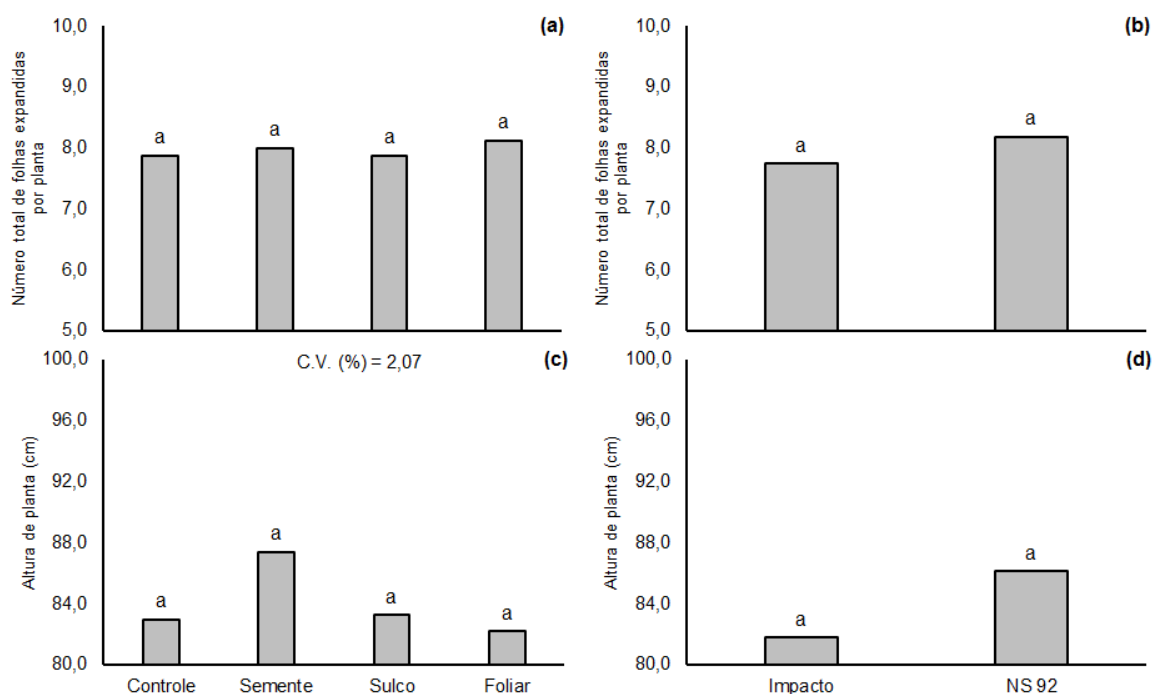 (a)
Número total de folhas expandidas
por planta
10,0
9,0
8,0
7,0
6,0
5,0
a
a
a
a
(b)
Número total de folhas expandidas
por planta
10,0
9,0
8,0
7,0
6,0
5,0
a
a
C.V. (%) = 2,07
(c)
Altura de planta (cm)
100,0
96,0
92,0
88,0
84,0
80,0
a
a
a
a
Controle
Semente
Sulco
Foliar
(d)
Altura de planta (cm)
100,0
96,0
92,0
88,0
84,0
80,0
a
a
Impacto
NS 92